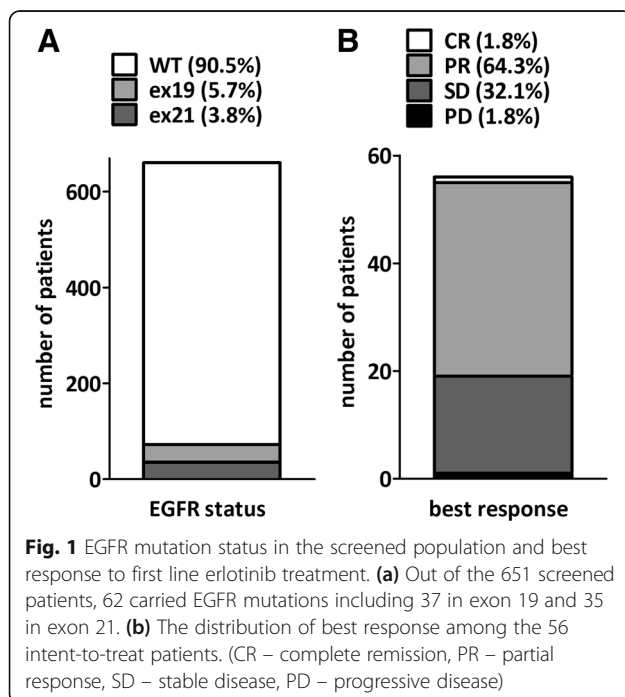 A
WT (90.5%)
ex19 (5.7%)
ex21 (3.8%)
number of patients
600
400
200
0
EGFR status
B
CR (1.8%)
PR (64.3%)
SD (32.1%)
PD (1.8%)
number of patients
60
40
20
0
best response
Fig. 1 EGFR mutation status in the screened population and best
response to first line erlotinib treatment. (a) Out of the 651 screened
patients, 62 carried EGFR mutations including 37 in exon 19 and 35
in exon 21. (b) The distribution of best response among the 56
intent-to-treat patients. (CR – complete remission, PR – partial
response, SD – stable disease, PD – progressive disease)